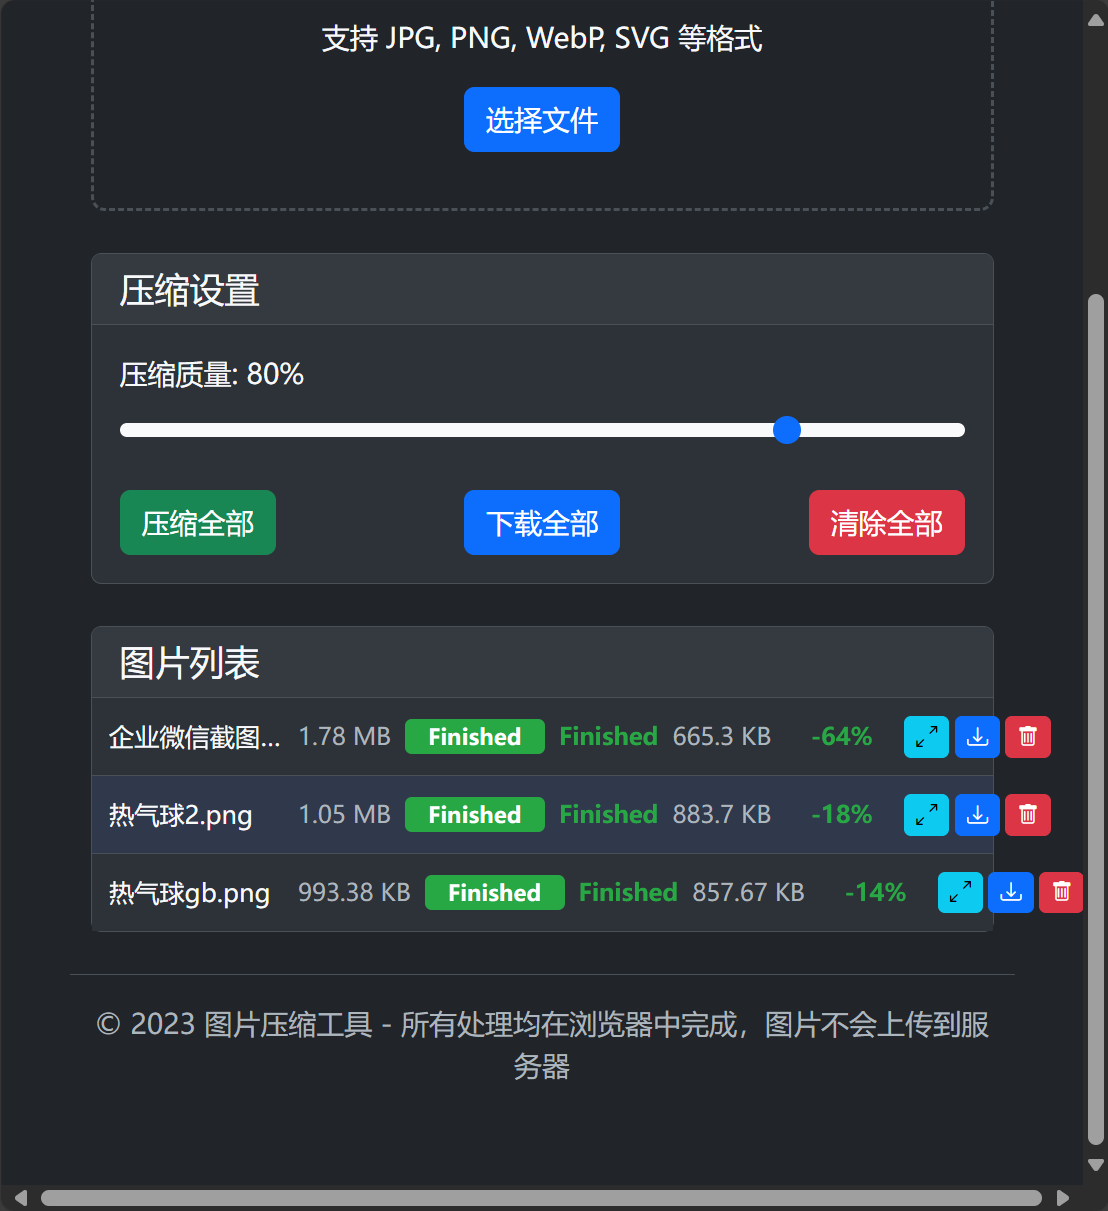 支持 JPG, PNG, WebP, SVG 等格式
选择文件
压缩设置
压缩质量: 80%
压缩全部 下载全部 清除全部
图片列表
企业微信截图... 1.78 MB Finished Finished 665.3 KB -64%
热气球2.png 1.05 MB Finished Finished 883.7 KB -18%
热气球gb.png 993.38 KB Finished Finished 857.67 KB -14%
© 2023 图片压缩工具 - 所有处理均在浏览器中完成，图片不会上传到服
务器